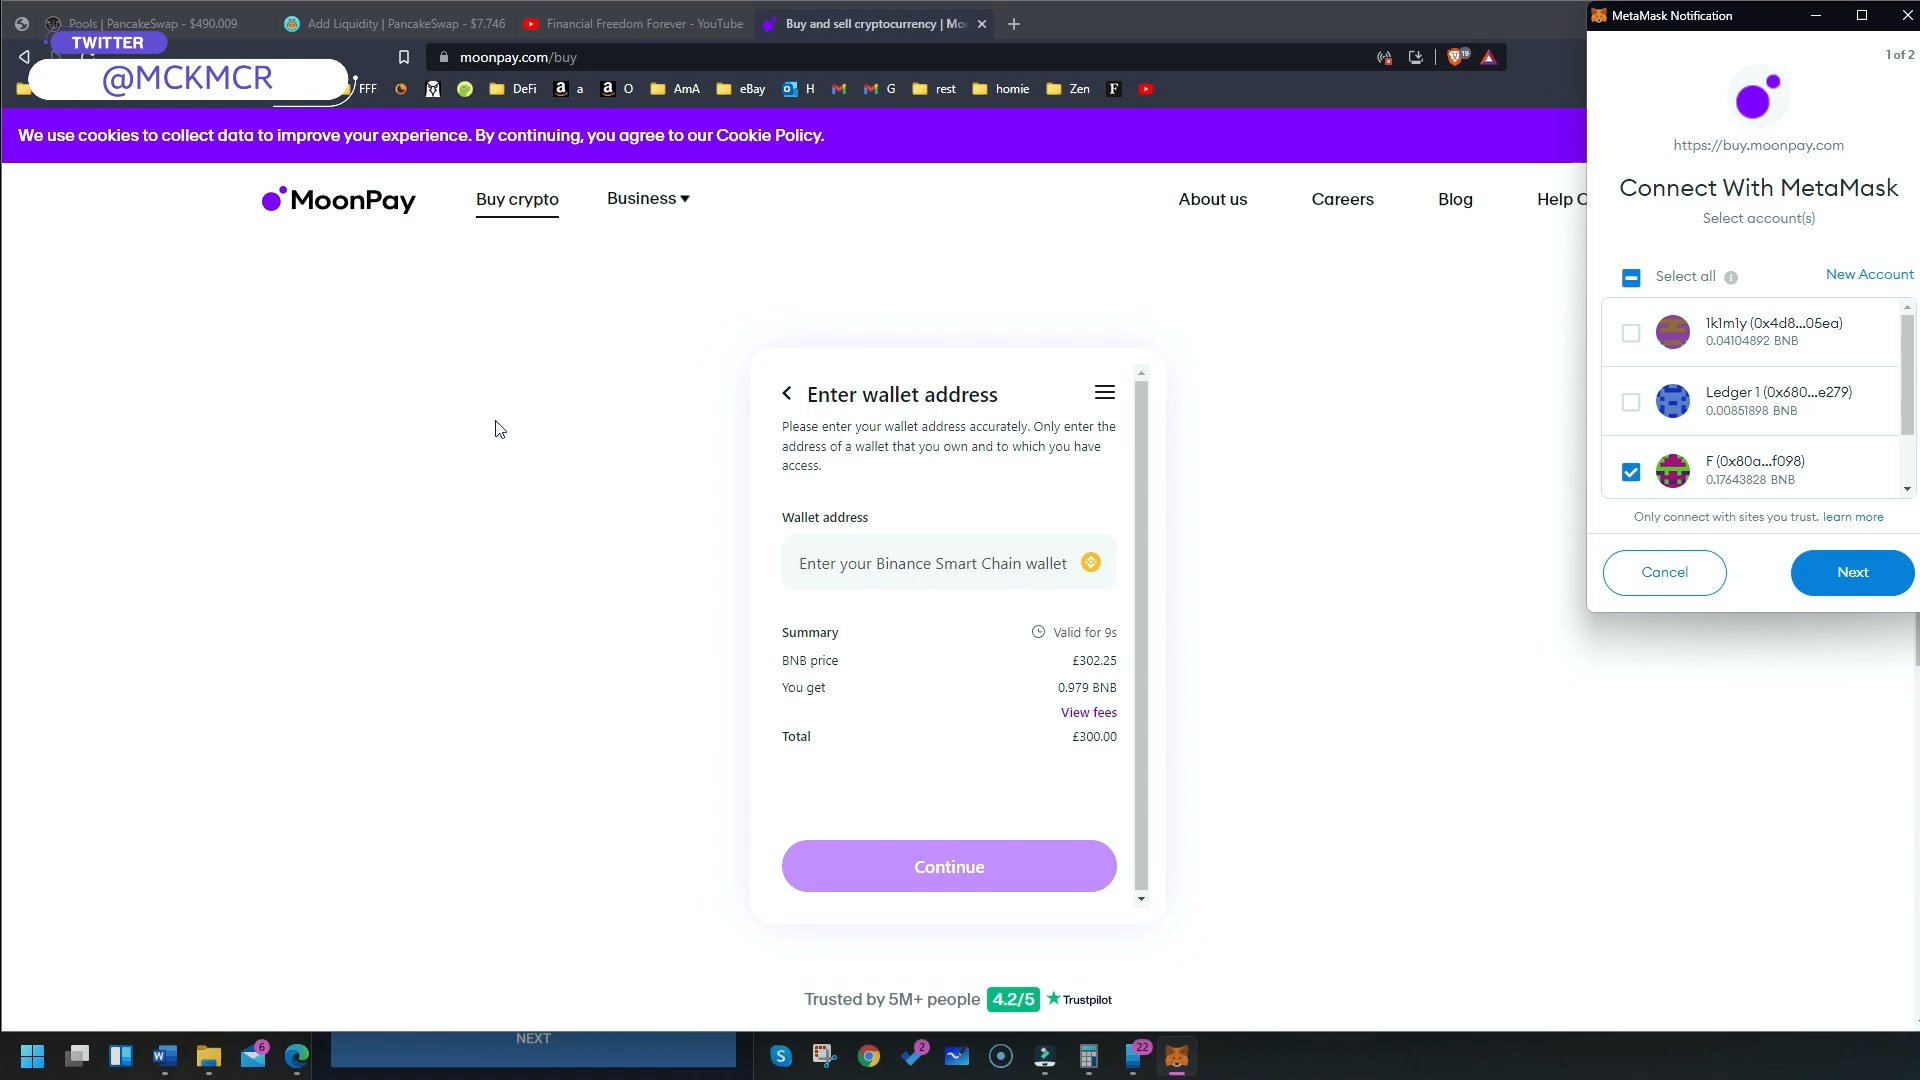 Pools | PancakeSwap - $490.009
Add Liquidity | PancakeSwap - $7.746
Financial Freedom Forever - YouTube
Buy and sell cryptocurrency | Moo
MetaMask Notification
TWITTER
@MCKMCR
moonpay.com/buy
19
1 of 2
FFF
DeFi
a
O
AmA
eBay
H
G
rest
homie
Zen
F
We use cookies to collect data to improve your experience. By continuing, you agree to our Cookie Policy.
https://buy.moonpay.com
MoonPay
Buy crypto
Business
About us
Careers
Blog
Help C
Connect With MetaMask
Select account(s)
Select all
New Account
1k1m1y (0x4d8...05ea)
0.04104892 BNB
Ledger 1 (0x680...e279)
0.00851898 BNB
F (0x80a...f098)
0.17643828 BNB
Only connect with sites you trust. learn more
Cancel
Next
Enter wallet address
Please enter your wallet address accurately. Only enter the
address of a wallet that you own and to which you have
access.
Wallet address
Enter your Binance Smart Chain wallet
Summary
Valid for 9s
BNB price
£302.25
You get
0.979 BNB
View fees
Total
£300.00
Continue
Trusted by 5M+ people
4.2/5
Trustpilot
6
NEXT
2
22